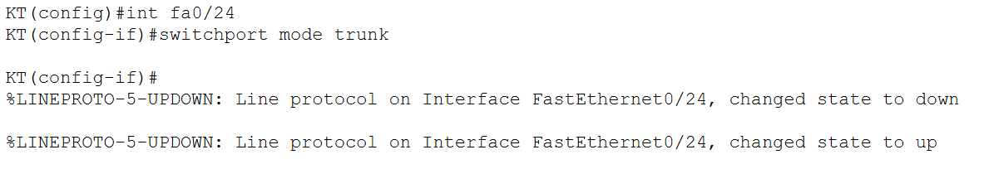 KT(config)#int fa0/24
KT(config-if)#switchport mode trunk
KT(config-if)#
%LINEPROTO-5-UPDOWN: Line protocol on Interface FastEthernet0/24, changed state to down
%LINEPROTO-5-UPDOWN: Line protocol on Interface FastEthernet0/24, changed state to up